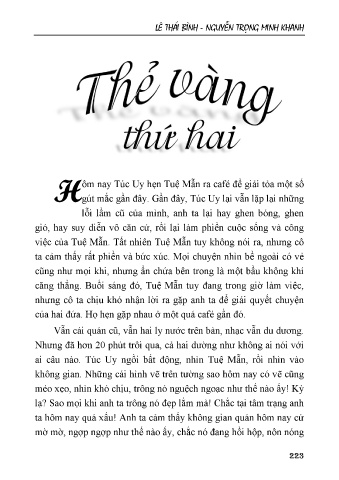 LÊ THÁI BÌNH - NGUYỄN TRỌNG MINH KHANH
Thẻ vàng
thứ hai
Hôm nay Túc Uy hẹn Tuệ Mẫn ra café để giải tỏa một số
gút mắc gần đây. Gần đây, Túc Uy lại vẫn lặp lại những
lỗi lầm cũ của mình, anh ta lại hay ghen bóng, ghen
gió, hay suy diễn vô căn cứ, rồi lại làm phiền cuộc sống và công
việc của Tuệ Mẫn. Tất nhiên Tuệ Mẫn tuy không nói ra, nhưng cô
ta cảm thấy rất phiền và bức xúc. Mọi chuyện nhìn bề ngoài có vẻ
cũng như mọi khi, nhưng ẩn chứa bên trong là một bầu không khí
căng thẳng. Buổi sáng đó, Tuệ Mẫn tuy đang trong giờ làm việc,
nhưng cô ta chịu khó nhận lời ra gặp anh ta để giải quyết chuyện
của hai đứa. Họ hẹn gặp nhau ở một quả café gần đó.
Vẫn cái quán cũ, vẫn hai ly nước trên bàn, nhạc vẫn du dương.
Nhưng đã hơn 20 phút trôi qua, cả hai dường như không ai nói với
ai câu nào. Túc Uy ngồi bất động, nhìn Tuệ Mẫn, rồi nhìn vào
không gian. Những cái hình vẽ trên tường sao hôm nay có vẽ cũng
méo xẹo, nhìn khó chịu, trông nó nguệch ngoạc như thế nào ấy! Kỳ
lạ? Sao mọi khi anh ta trông nó đẹp lắm mà! Chắc tại tâm trạng anh
ta hôm nay quá xấu! Anh ta cảm thấy không gian quán hôm nay cứ
mờ mờ, ngợp ngợp như thế nào ấy, chắc nó đang hồi hộp, nôn nóng
223